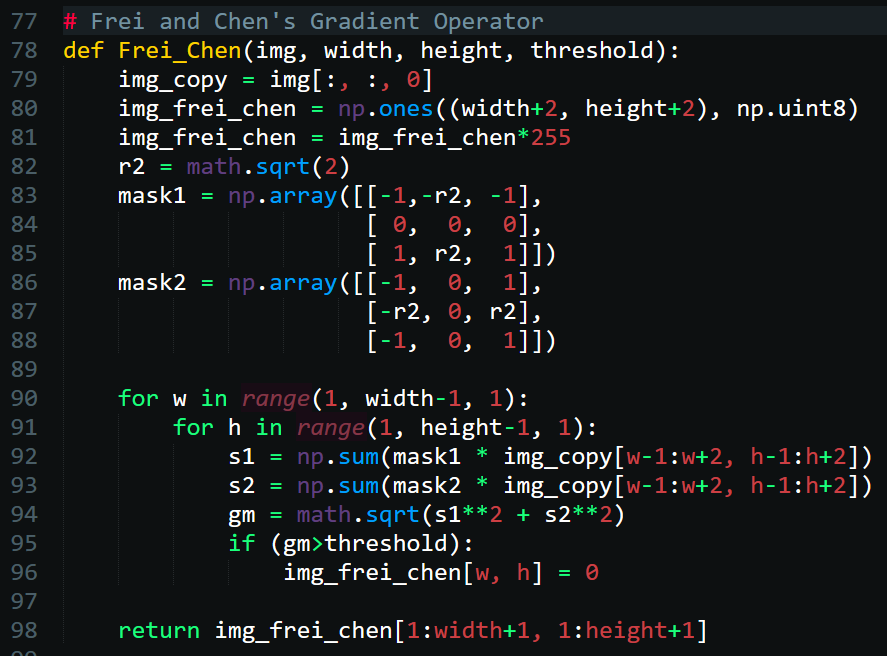 77 # Frei and Chen's Gradient Operator
78 def Frei_Chen(img, width, height, threshold):
79     img_copy = img[:, :, 0]
80     img_frei_chen = np.ones((width+2, height+2), np.uint8)
81     img_frei_chen = img_frei_chen*255
82     r2 = math.sqrt(2)
83     mask1 = np.array([[-1,-r2, -1],
84                       [ 0,  0,  0],
85                       [ 1, r2,  1]])
86     mask2 = np.array([[-1,  0,  1],
87                       [-r2, 0, r2],
88                       [-1,  0,  1]])
89
90     for w in range(1, width-1, 1):
91         for h in range(1, height-1, 1):
92             s1 = np.sum(mask1 * img_copy[w-1:w+2, h-1:h+2])
93             s2 = np.sum(mask2 * img_copy[w-1:w+2, h-1:h+2])
94             gm = math.sqrt(s1**2 + s2**2)
95             if (gm>threshold):
96                 img_frei_chen[w, h] = 0
97
98     return img_frei_chen[1:width+1, 1:height+1]